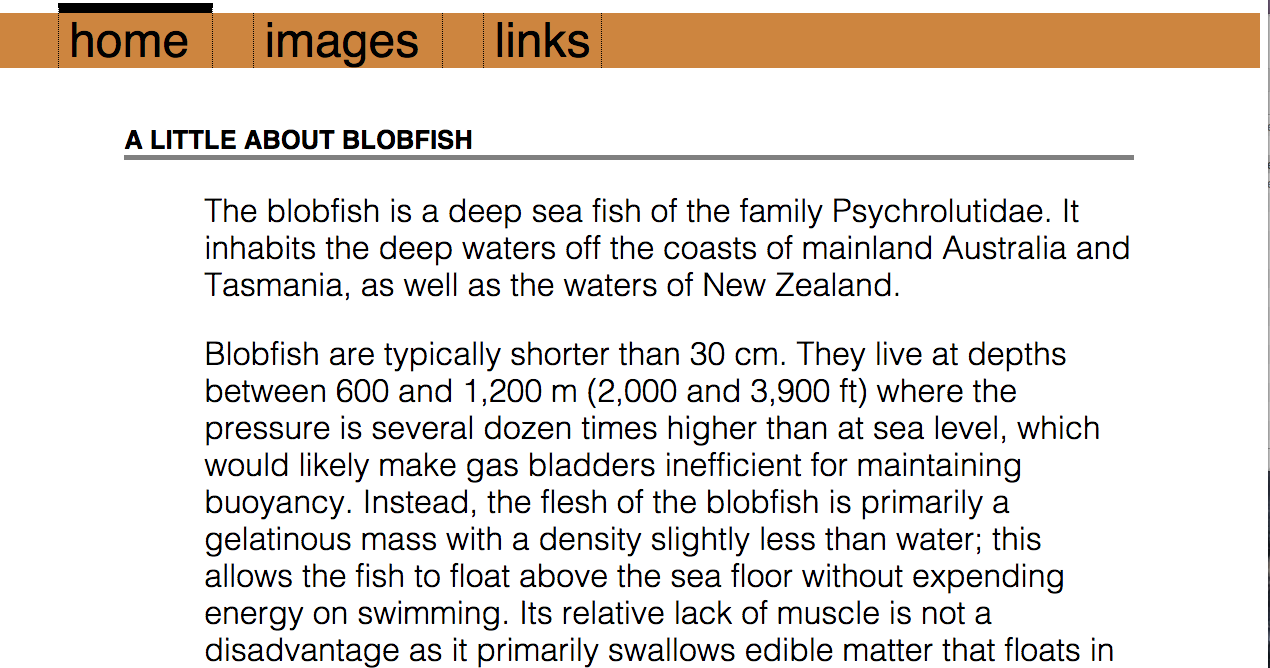 home images links
A LITTLE ABOUT BLOBFISH
The blobfish is a deep sea fish of the family Psychrolutidae. It
inhabits the deep waters off the coasts of mainland Australia and
Tasmania, as well as the waters of New Zealand.
Blobfish are typically shorter than 30 cm. They live at depths
between 600 and 1,200 m (2,000 and 3,900 ft) where the
pressure is several dozen times higher than at sea level, which
would likely make gas bladders inefficient for maintaining
buoyancy. Instead, the flesh of the blobfish is primarily a
gelatinous mass with a density slightly less than water; this
allows the fish to float above the sea floor without expending
energy on swimming. Its relative lack of muscle is not a
disadvantage as it primarily swallows edible matter that floats in